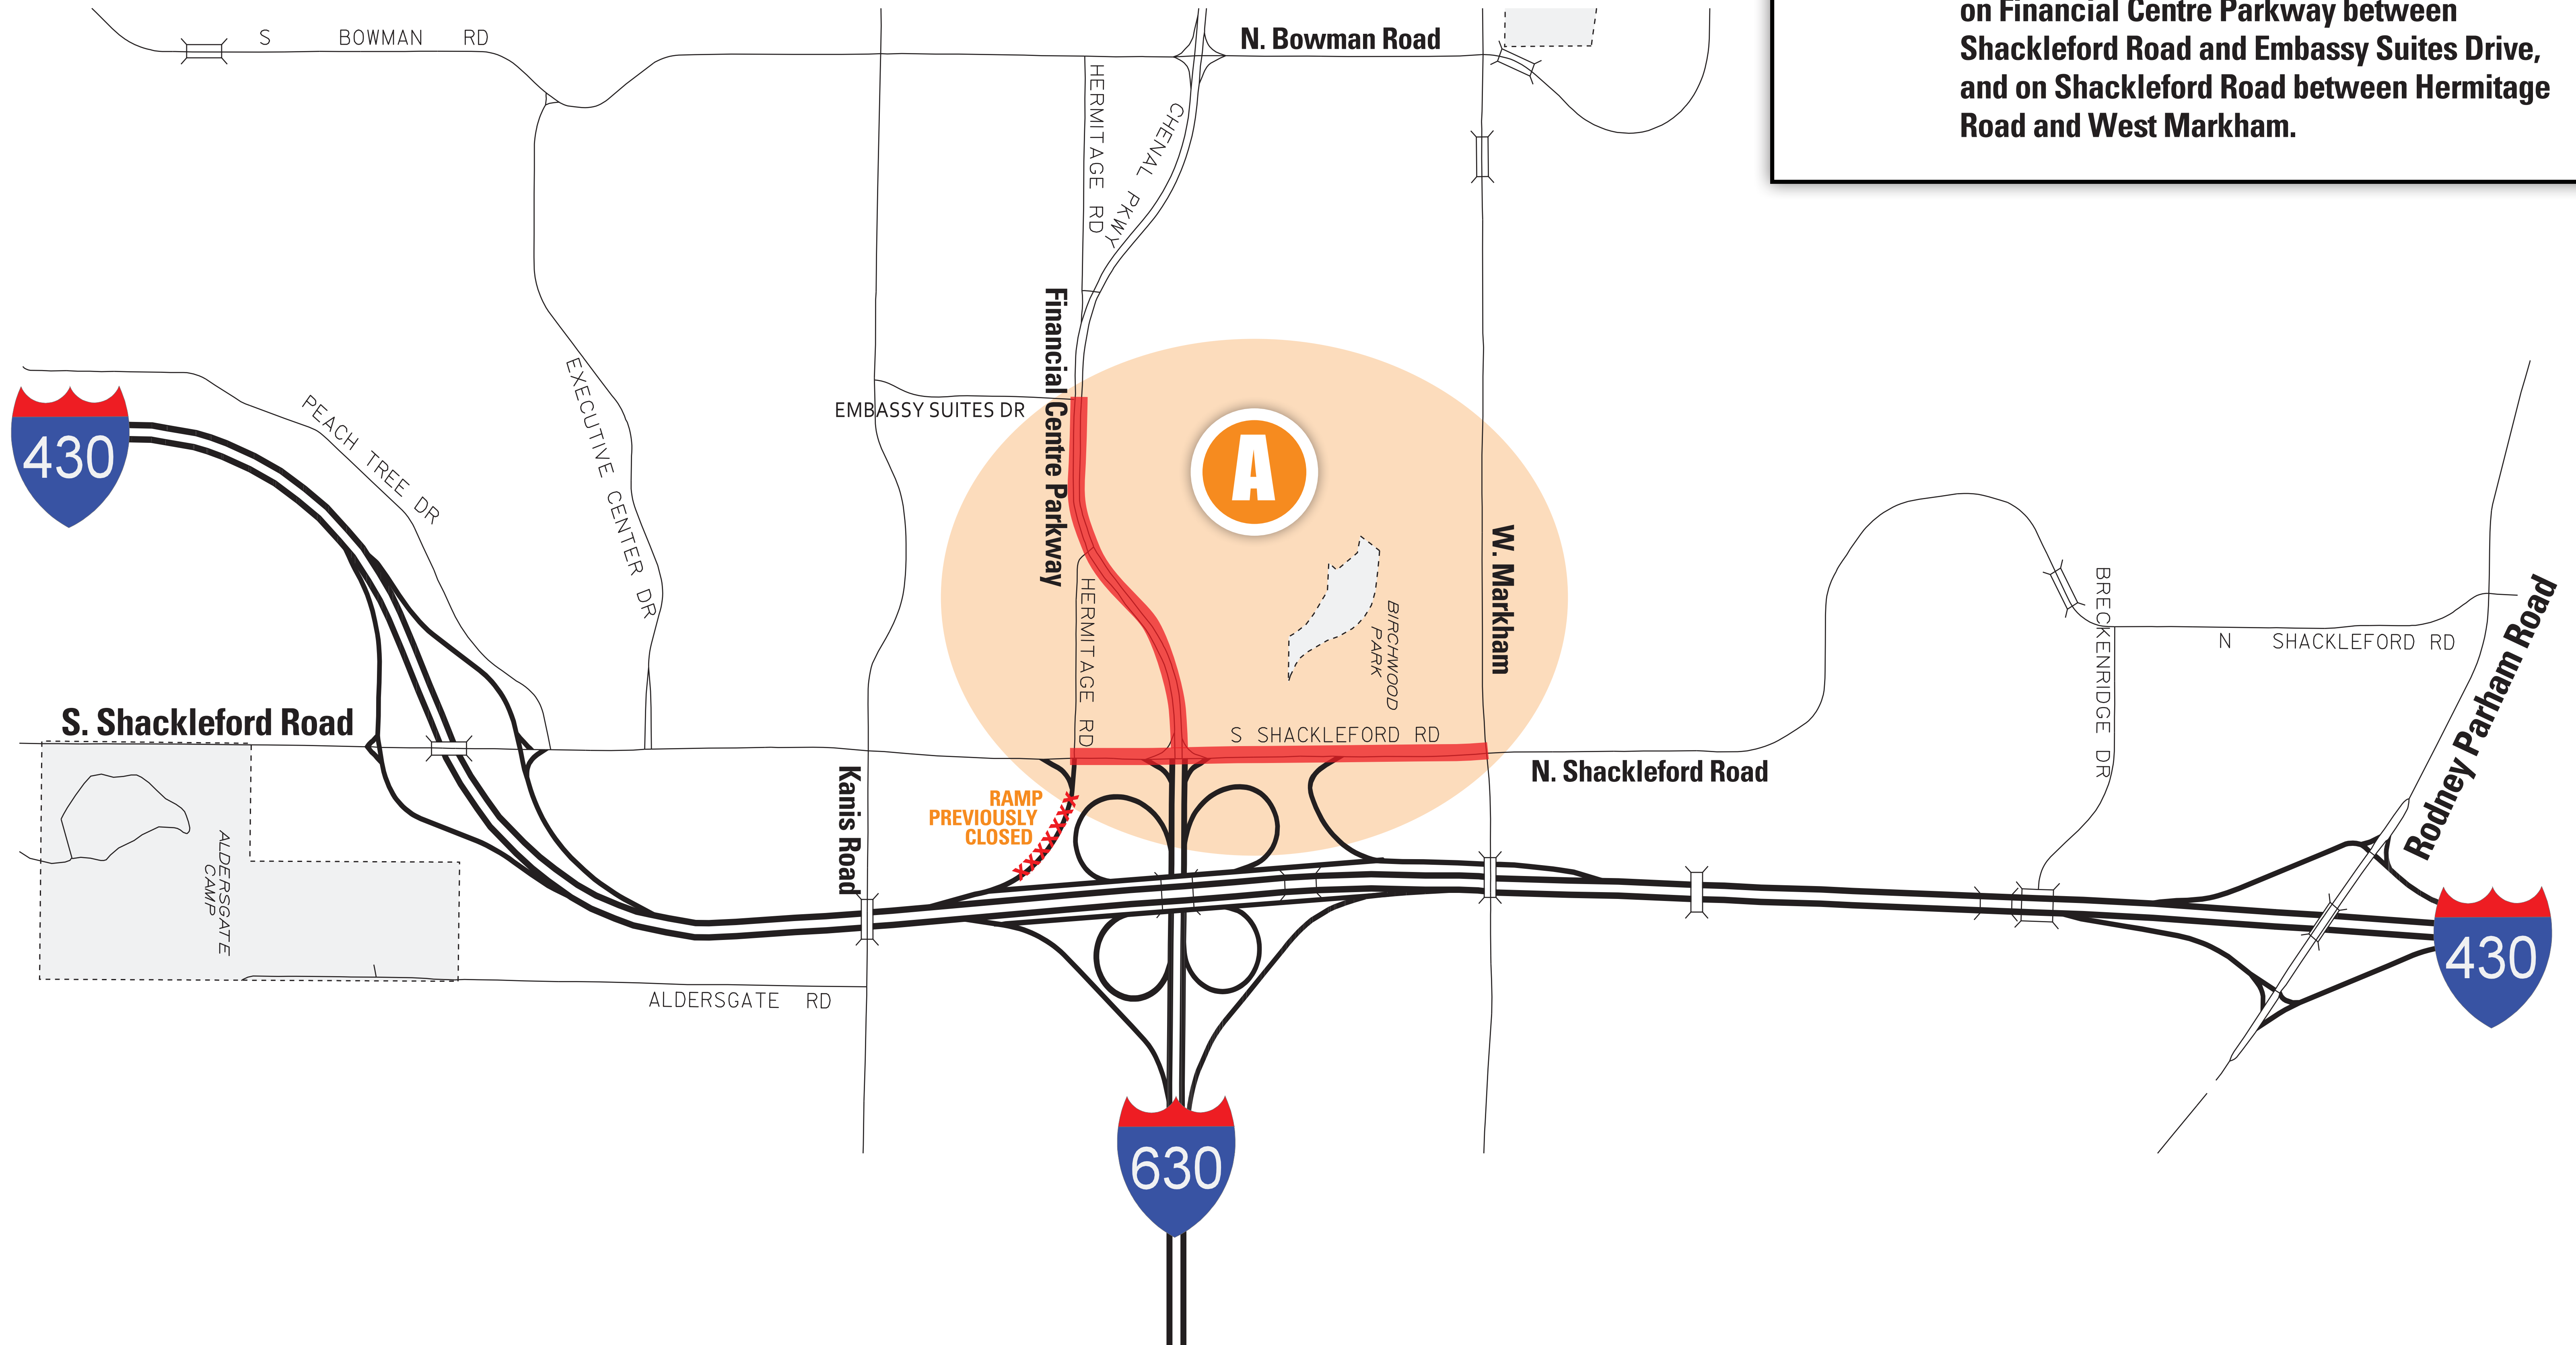 on Financial Centre Parkway between
Shackleford Road and Embassy Suites Drive,
and on Shackleford Road between Hermitage
Road and West Markham.
S BOWMAN RD
N. Bowman Road
HERMITAGE RD
CHENAL PKWY
Financial Centre Parkway
EMBASSY SUITES DR
430
PEACH TREE DR
EXECUTIVE CENTER DR
A
W. Markham
HERMITAGE RD
BIRCHWOOD
PARK
BRECKENRIDGE DR
N SHACKLEFORD RD
Rodney Parham Road
S. Shackleford Road
S SHACKLEFORD RD
N. Shackleford Road
Kanis Road
RAMP
PREVIOUSLY
CLOSED
xxxxxxxx
ALDERSGATE
CAMP
ALDERSGATE RD
430
630